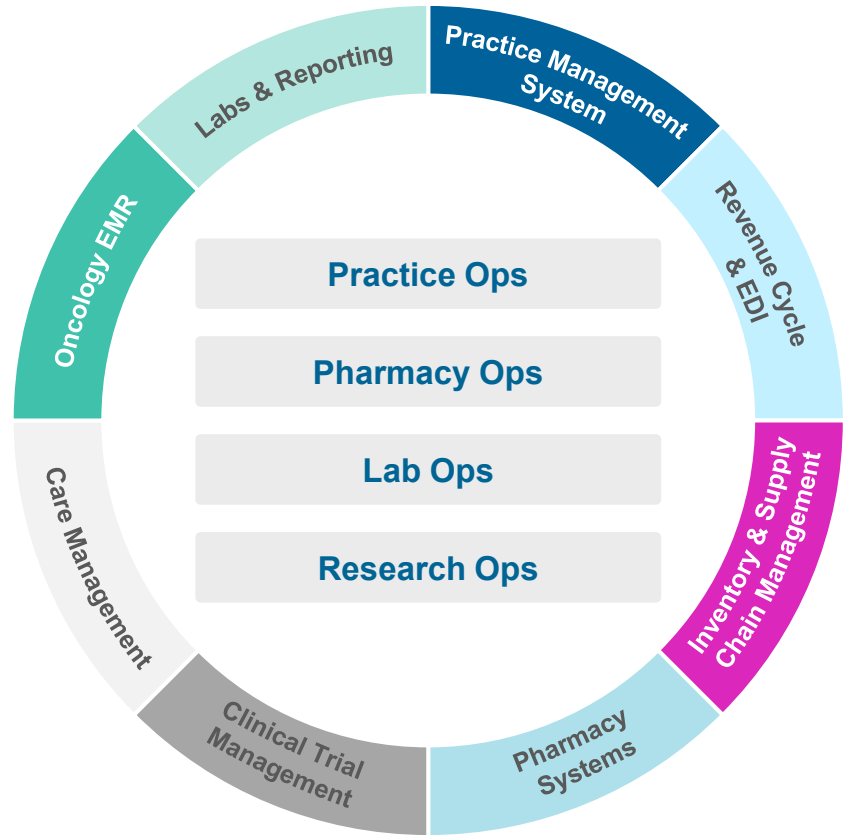 Practice Management
System
Revenue Cycle
& EDI
Inventory & Supply
Chain Management
Pharmacy
Systems
Clinical Trial
Management
Care Management
Oncology EMR
Labs & Reporting
Practice Ops
Pharmacy Ops
Lab Ops
Research Ops